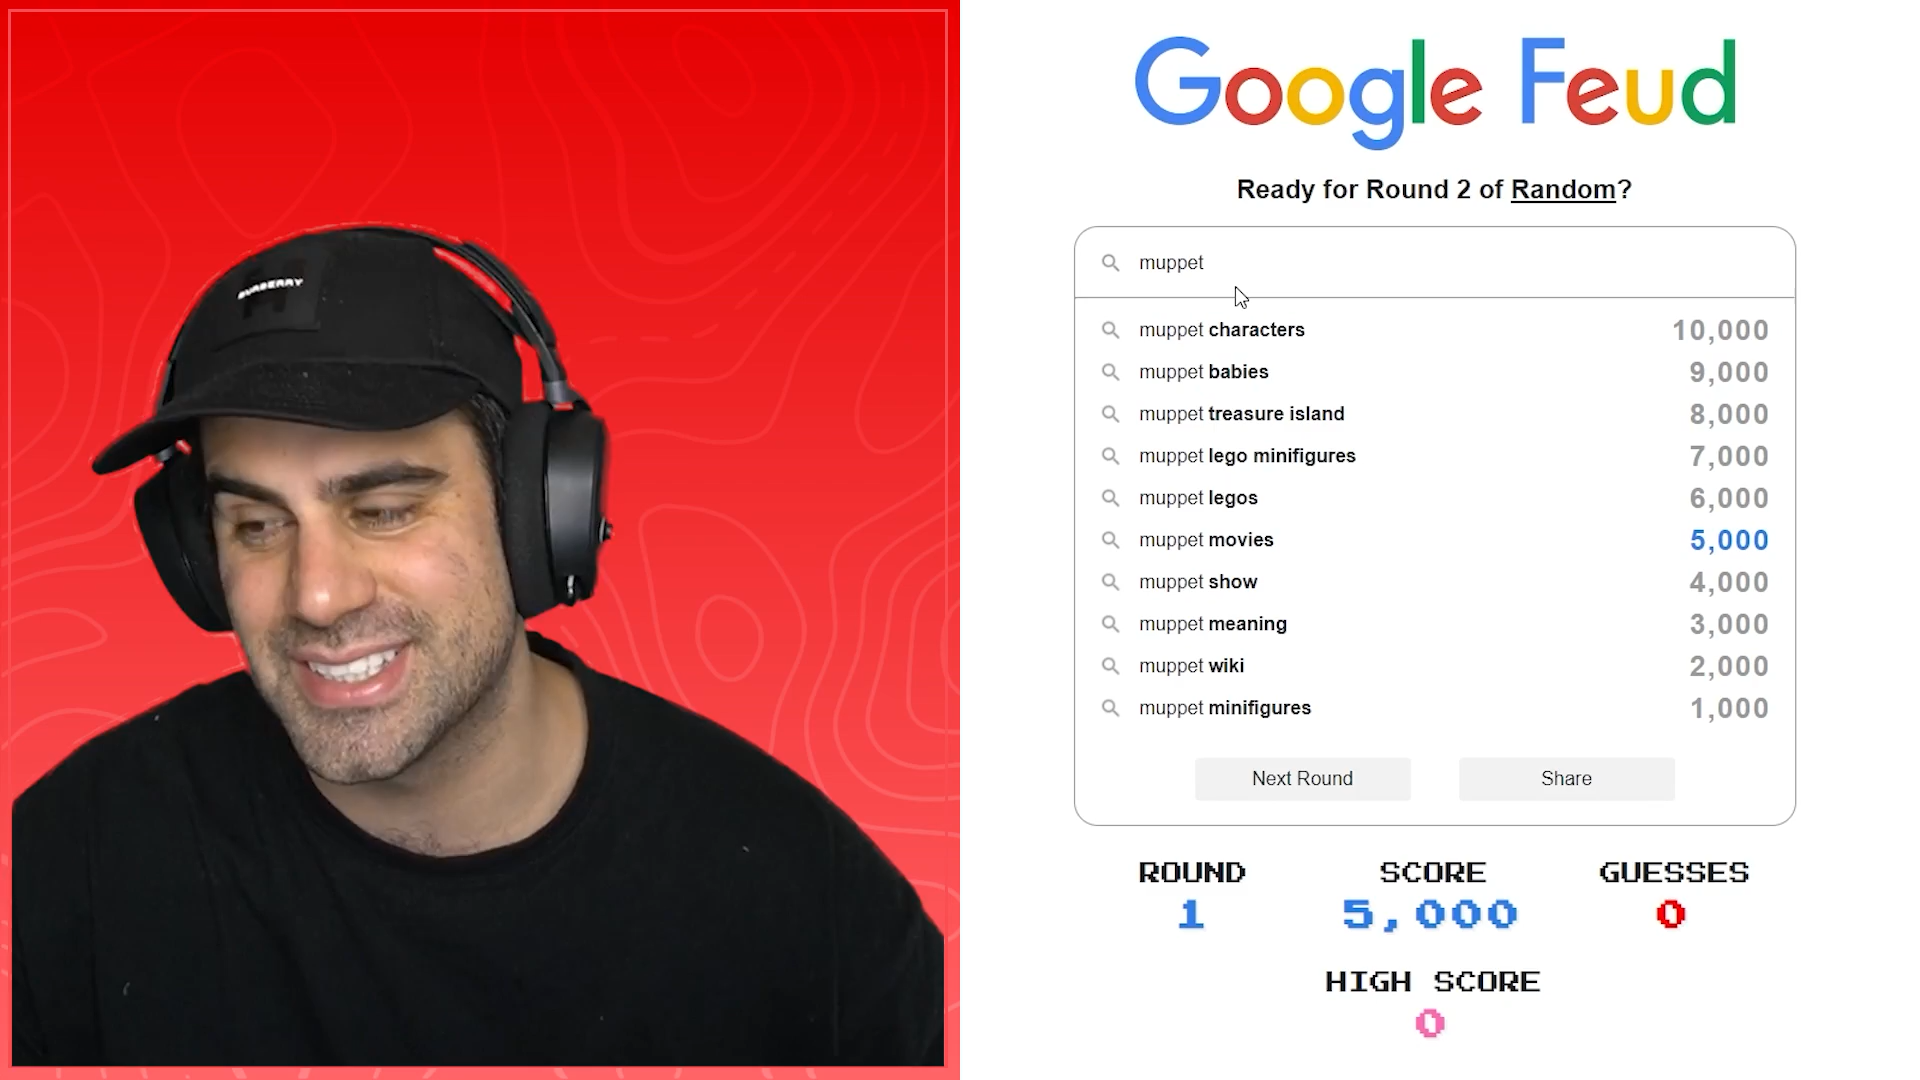 BURBERRY
Google Feud
Ready for Round 2 of Random?
muppet
muppet characters 10,000
muppet babies 9,000
muppet treasure island 8,000
muppet lego minifigures 7,000
muppet legos 6,000
muppet movies 5,000
muppet show 4,000
muppet meaning 3,000
muppet wiki 2,000
muppet minifigures 1,000
Next Round Share
ROUND SCORE GUESSES
1 5,000 0
HIGH SCORE
0